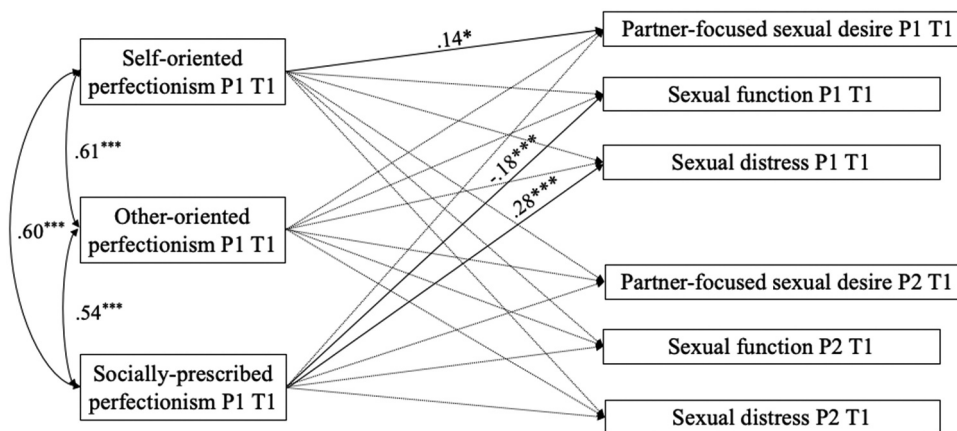 Self-oriented
perfectionism P1 T1
Other-oriented
perfectionism P1 T1
Socially-prescribed
perfectionism P1 T1
.61***
.60***
.54***
.14*
-.18***
.28***
Partner-focused sexual desire P1 T1
Sexual function P1 T1
Sexual distress P1 T1
Partner-focused sexual desire P2 T1
Sexual function P2 T1
Sexual distress P2 T1